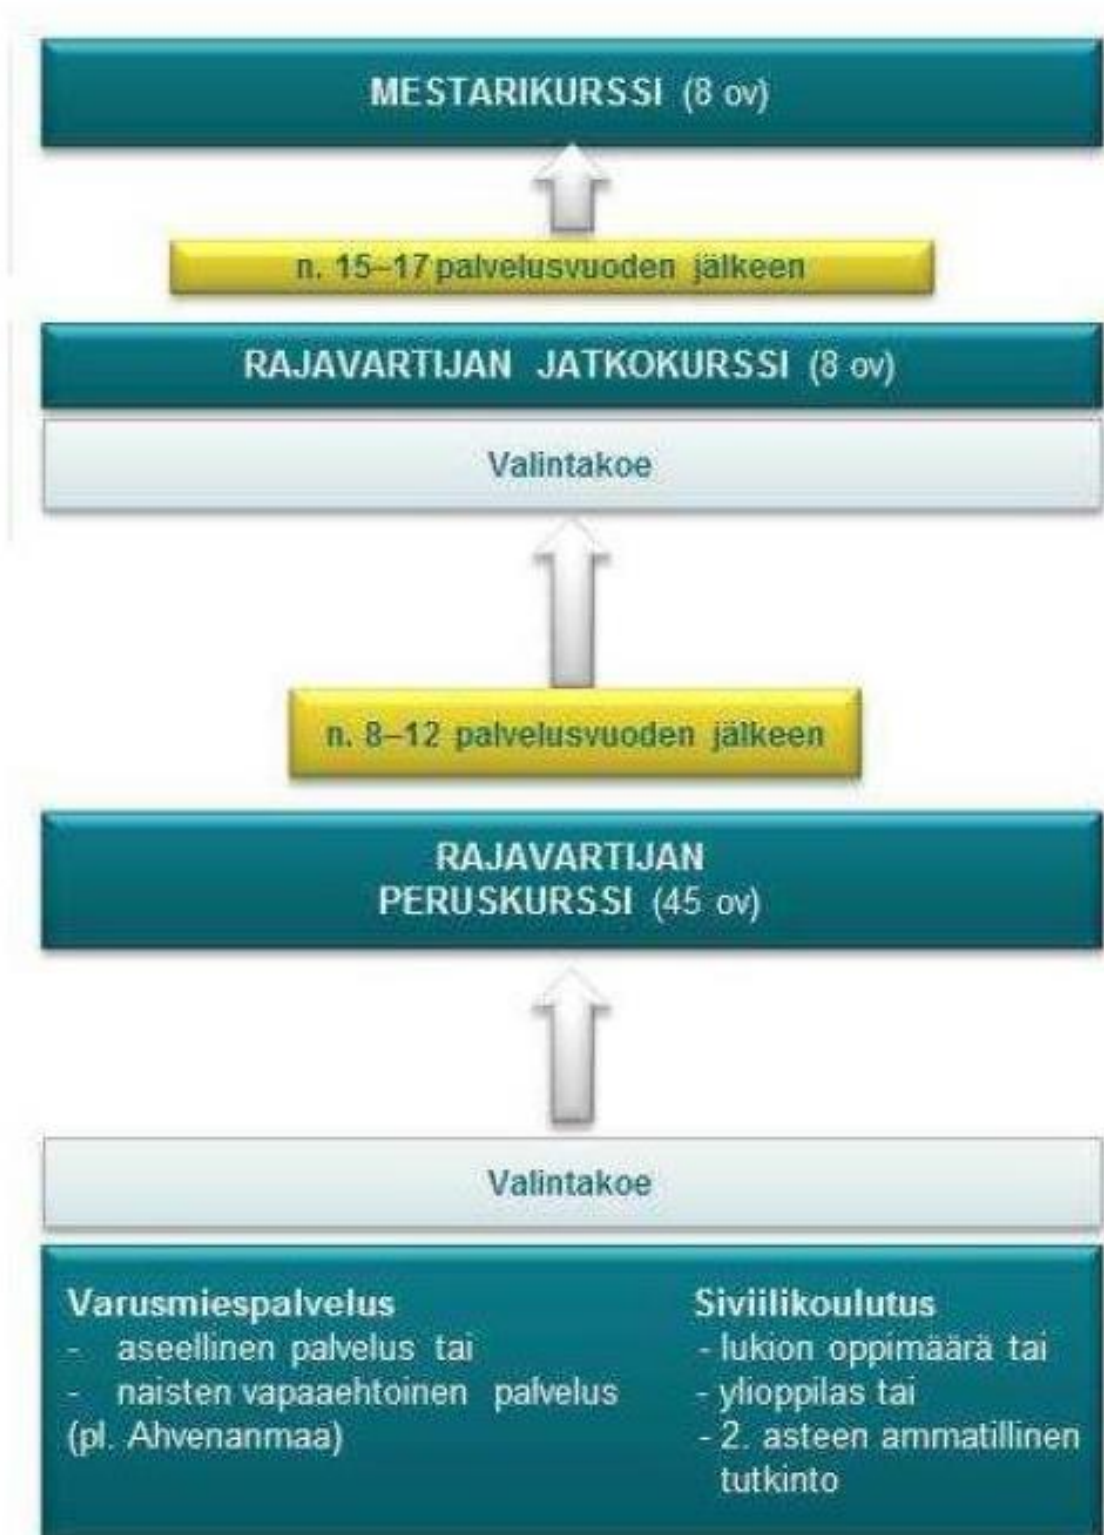 MESTARIKURSSI (8 ov)
n. 15–17 palvelusvuoden jälkeen
RAJAVARTIJAN JATKOKURSSI (8 ov)
Valintakoe
n. 8–12 palvelusvuoden jälkeen
RAJAVARTIJAN
PERUSKURSSI (45 ov)
Valintakoe
Varusmiespalvelus
- aseellinen palvelus tai
- naisten vapaaehtoinen palvelus
(pl. Ahvenanmaa)
Siviilikoulutus
- lukion oppimäärä tai
- ylioppilas tai
- 2. asteen ammatillinen
tutkinto